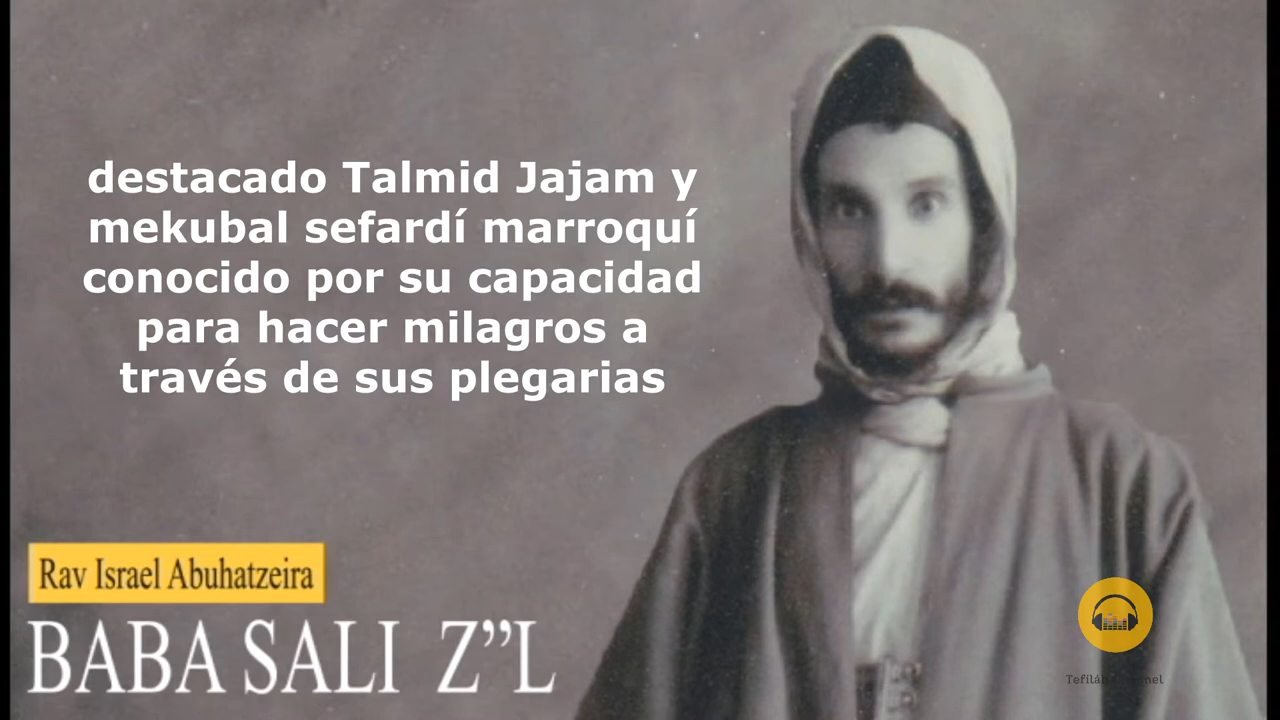 destacado Talmid Jajam y
mekubal sefardí marroquí
conocido por su capacidad
para hacer milagros a
través de sus plegarias
Rav Israel Abuhatzeira
BABA SALI Z”L